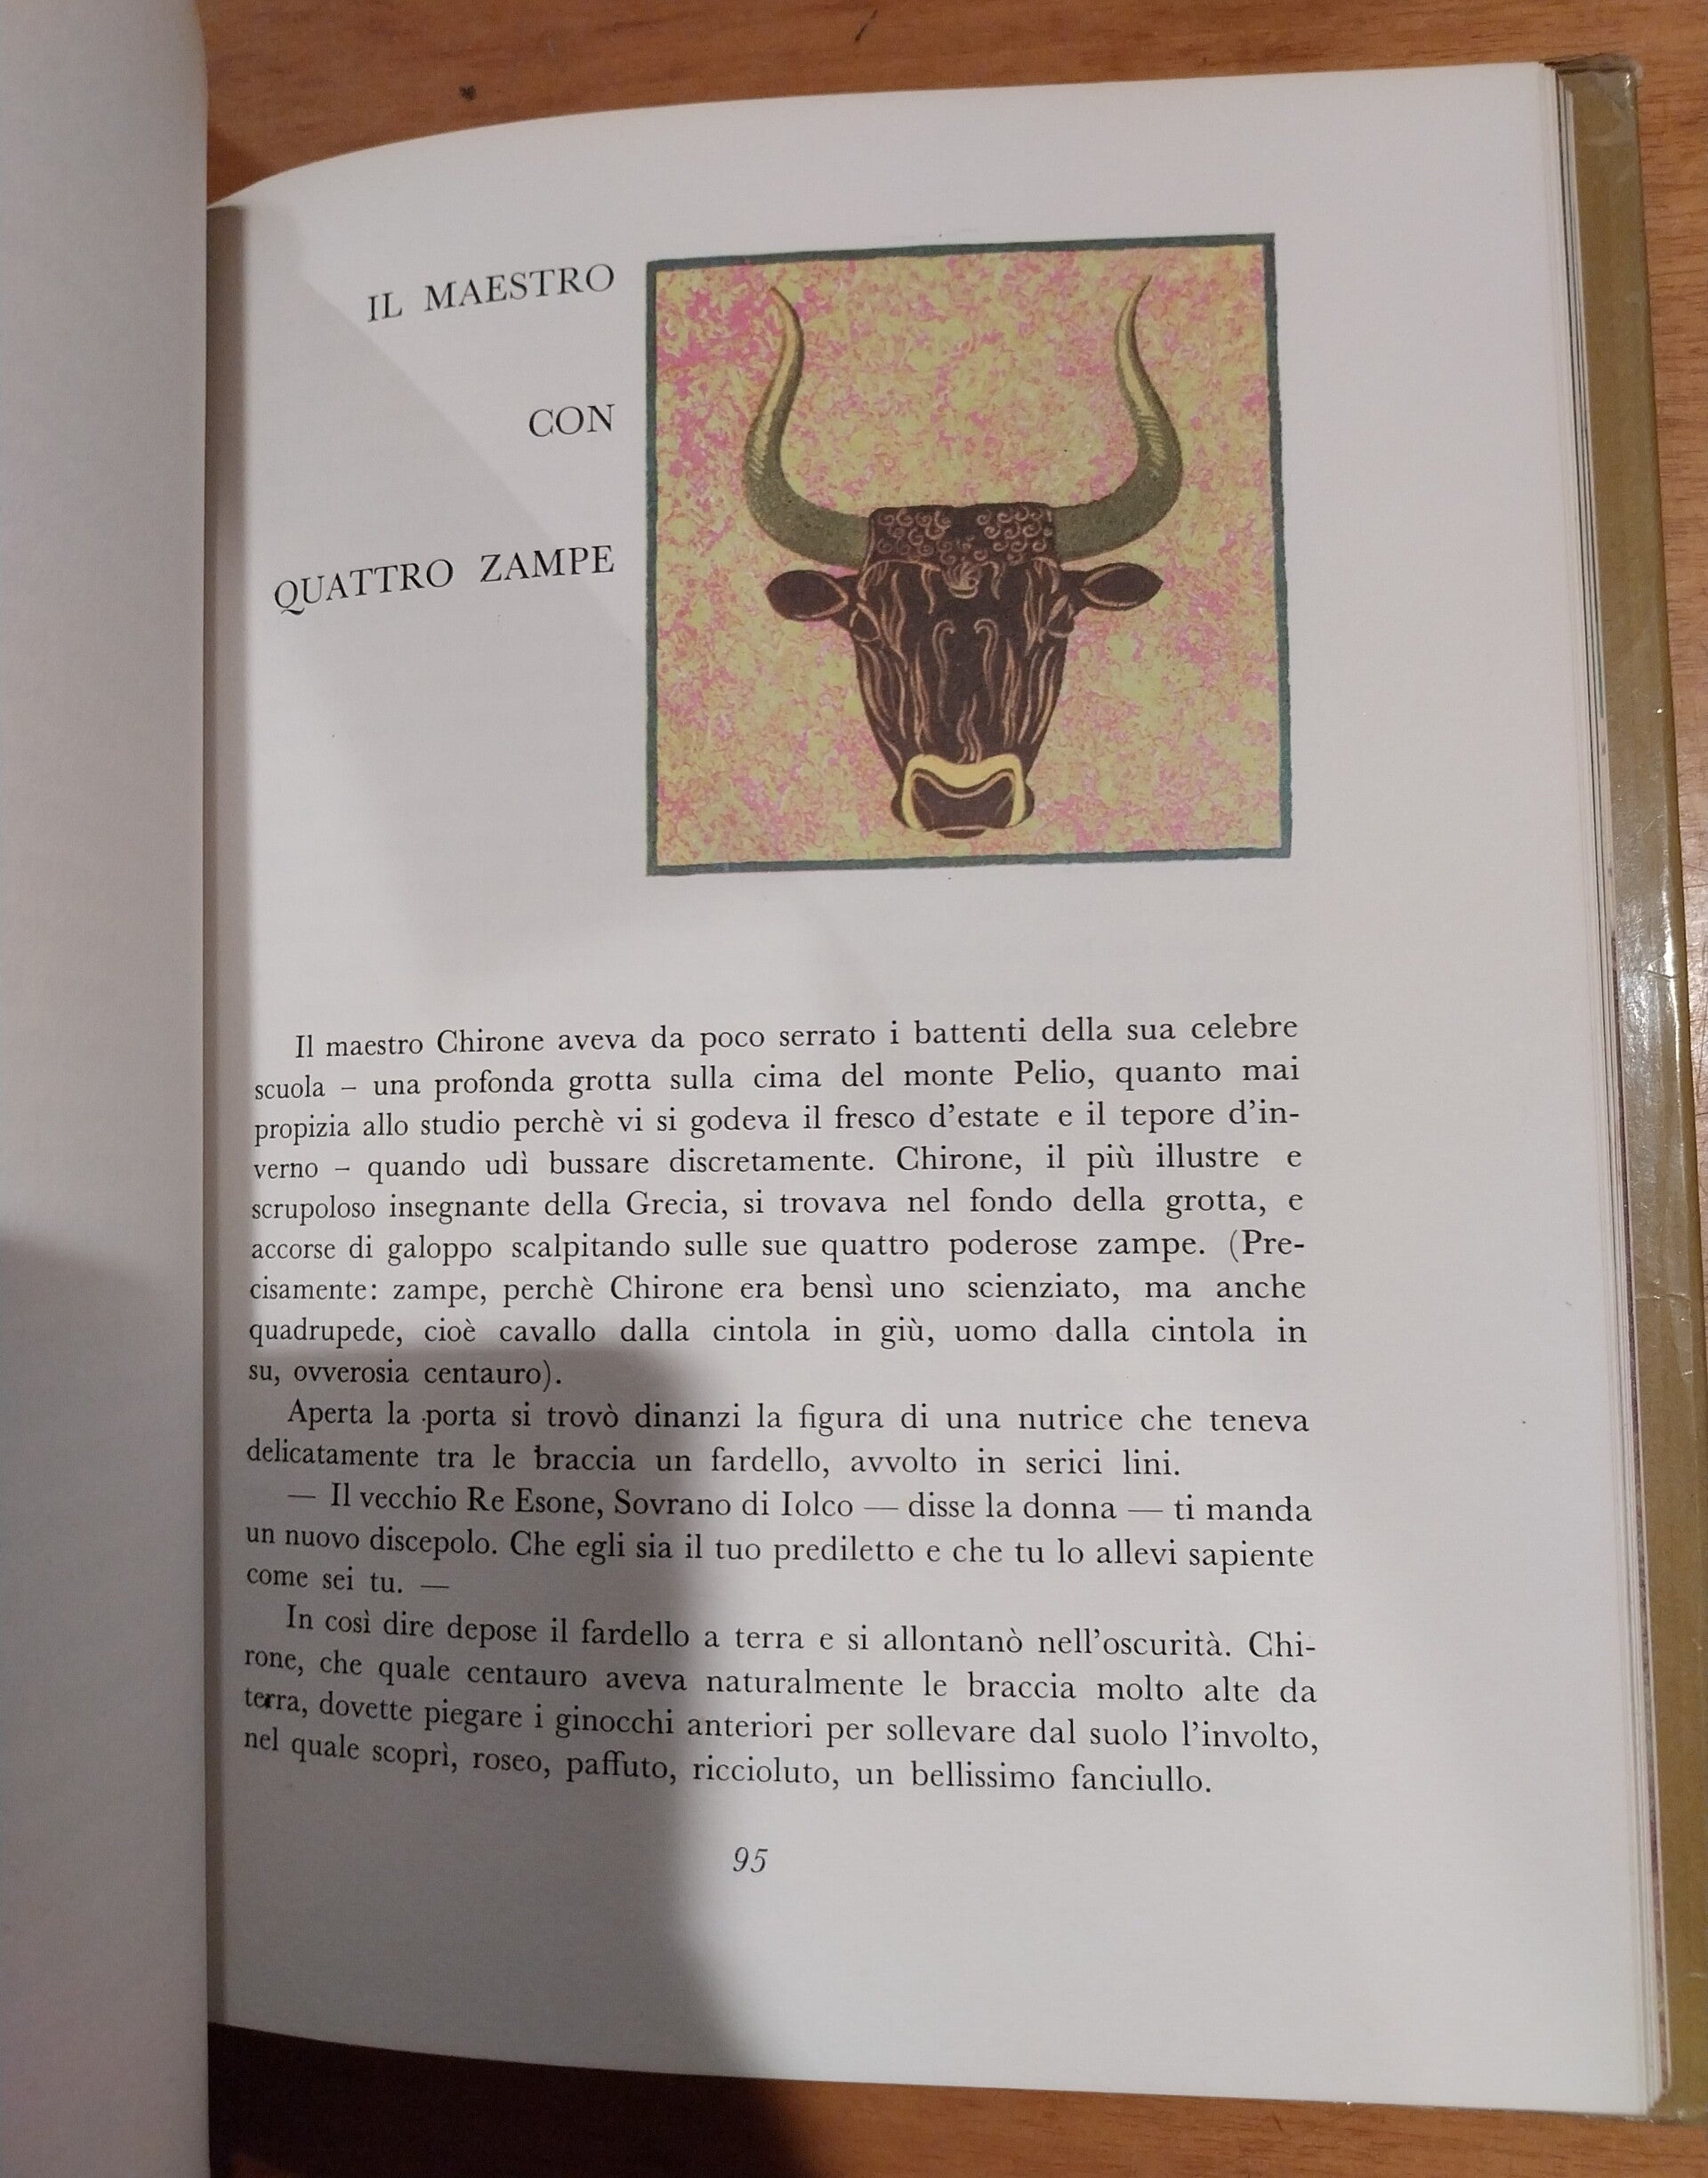 IL MAESTRO
CON
QUATTRO ZAMPE
Il maestro Chirone aveva da poco serrato i battenti della sua celebre
scuola – una profonda grotta sulla cima del monte Pelio, quanto mai
propizia allo studio perchè vi si godeva il fresco d'estate e il tepore d'in-
verno – quando udì bussare discretamente. Chirone, il più illustre e
scrupoloso insegnante della Grecia, si trovava nel fondo della grotta, e
accorse di galoppo scalpitando sulle sue quattro poderose zampe. (Pre-
cisamente: zampe, perchè Chirone era bensì uno scienziato, ma anche
quadrupede, cioè cavallo dalla cintola in giù, uomo dalla cintola in
su, ovverosia centauro).
Aperta la porta si trovò dinanzi la figura di una nutrice che teneva
delicatamente tra le braccia un fardello, avvolto in serici lini.
— Il vecchio Re Esone, Sovrano di Iolco — disse la donna — ti manda
un nuovo discepolo. Che egli sia il tuo prediletto e che tu lo allevi sapiente
come sei tu. —
In così dire depose il fardello a terra e si allontanò nell'oscurità. Chi-
rone, che quale centauro aveva naturalmente le braccia molto alte da
terra, dovette piegare i ginocchi anteriori per sollevare dal suolo l'involto,
nel quale scoprì, roseo, paffuto, riccioluto, un bellissimo fanciullo.
95